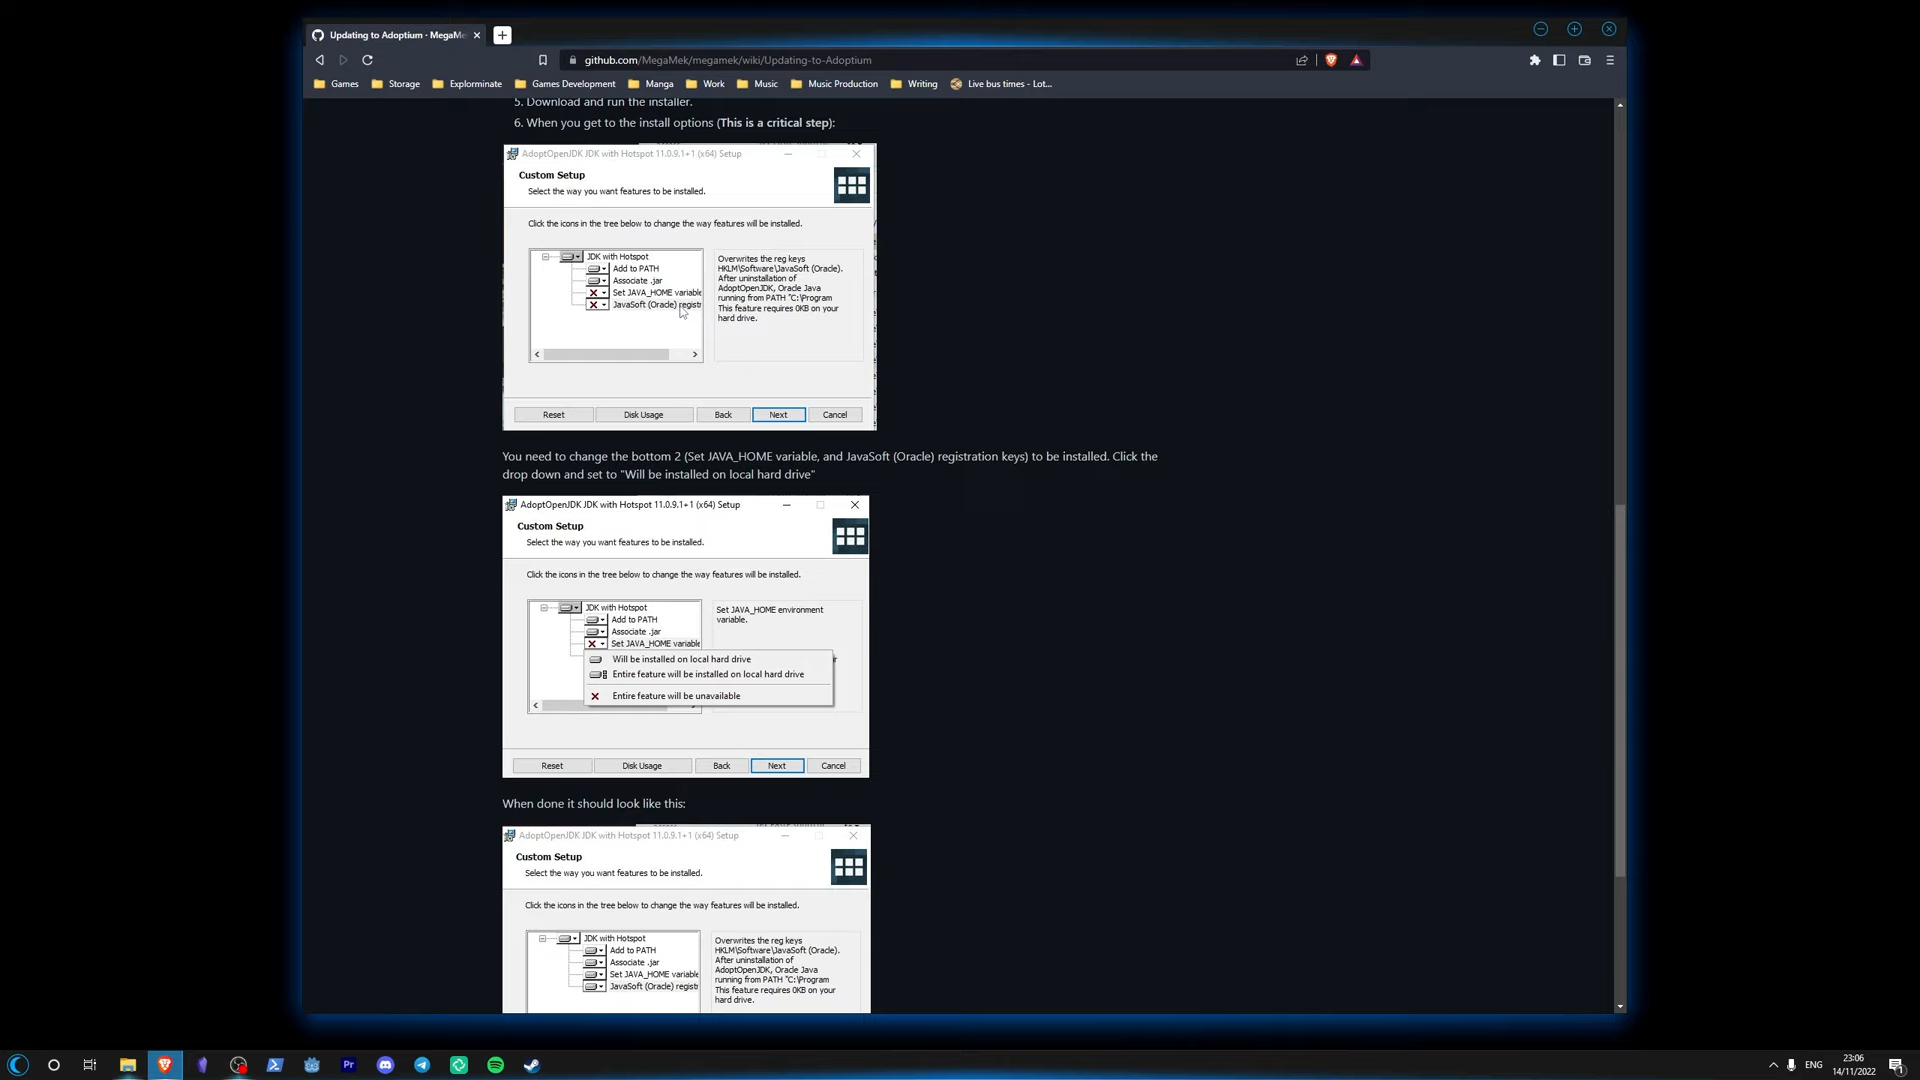 Updating to Adoptium · MegaMe
github.com/MegaMek/megamek/wiki/Updating-to-Adoptium
Games Storage Explorminate Games Development Manga Work Music Music Production Writing Live bus times - Lot...
5. Download and run the installer.
6. When you get to the install options (This is a critical step):
AdoptOpenJDK JDK with Hotspot 11.0.9.1+1 (x64) Setup
Custom Setup
Select the way you want features to be installed.
Click the icons in the tree below to change the way features will be installed.
JDK with Hotspot
Add to PATH
Associate .jar
Set JAVA_HOME variable
JavaSoft (Oracle) registr
Overwrites the reg keys
HKLM\Software\JavaSoft (Oracle).
After uninstallation of
AdoptOpenJDK, Oracle Java
running from PATH "C:\Program
This feature requires 0KB on your
hard drive.
Reset Disk Usage Back Next Cancel
You need to change the bottom 2 (Set JAVA_HOME variable, and JavaSoft (Oracle) registration keys) to be installed. Click the
drop down and set to "Will be installed on local hard drive"
AdoptOpenJDK JDK with Hotspot 11.0.9.1+1 (x64) Setup
Custom Setup
Select the way you want features to be installed.
Click the icons in the tree below to change the way features will be installed.
JDK with Hotspot
Add to PATH
Associate .jar
Set JAVA_HOME variable
Set JAVA_HOME environment
variable.
Will be installed on local hard drive
Entire feature will be installed on local hard drive
Entire feature will be unavailable
Reset Disk Usage Back Next Cancel
When done it should look like this:
AdoptOpenJDK JDK with Hotspot 11.0.9.1+1 (x64) Setup
Custom Setup
Select the way you want features to be installed.
Click the icons in the tree below to change the way features will be installed.
JDK with Hotspot
Add to PATH
Associate .jar
Set JAVA_HOME variable
JavaSoft (Oracle) registr
Overwrites the reg keys
HKLM\Software\JavaSoft (Oracle).
After uninstallation of
AdoptOpenJDK, Oracle Java
running from PATH "C:\Program
This feature requires 0KB on your
hard drive.
Pr
ENG
23:06
14/11/2022